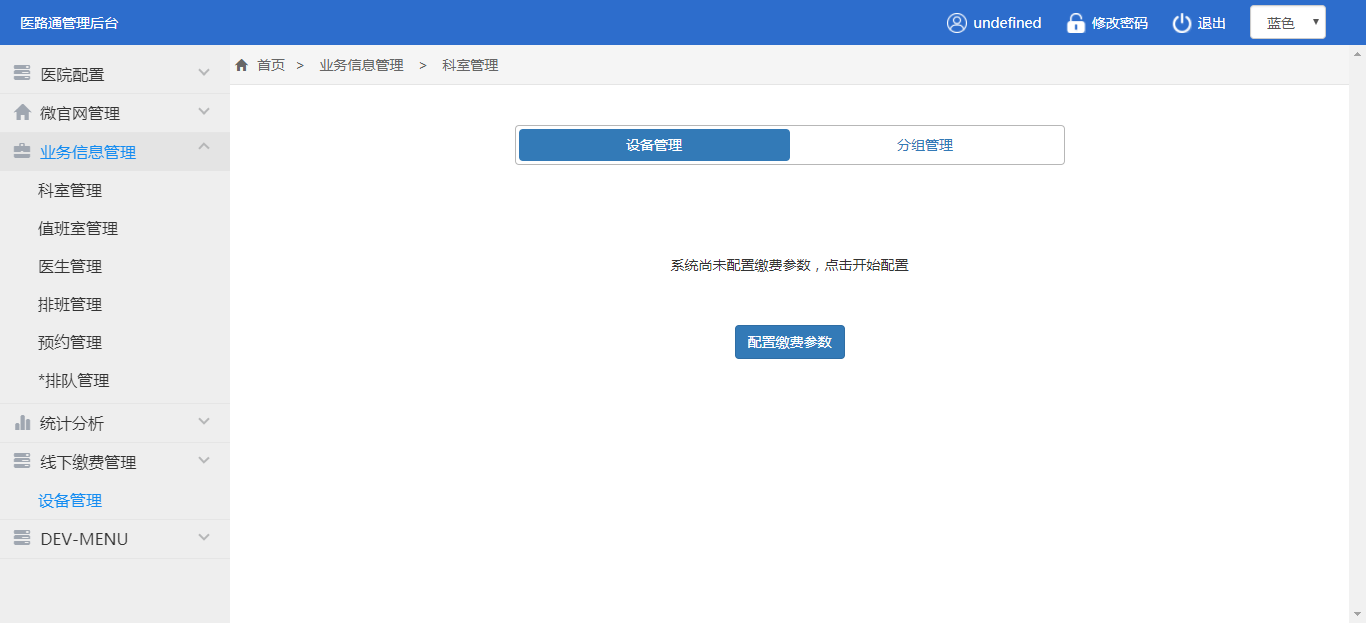 医路通管理后台
undefined
修改密码
退出
蓝色
医院配置
微官网管理
业务信息管理
科室管理
值班室管理
医生管理
排班管理
预约管理
*排队管理
统计分析
线下缴费管理
设备管理
DEV-MENU
首页 > 业务信息管理 > 科室管理
设备管理
分组管理
系统尚未配置缴费参数，点击开始配置
配置缴费参数